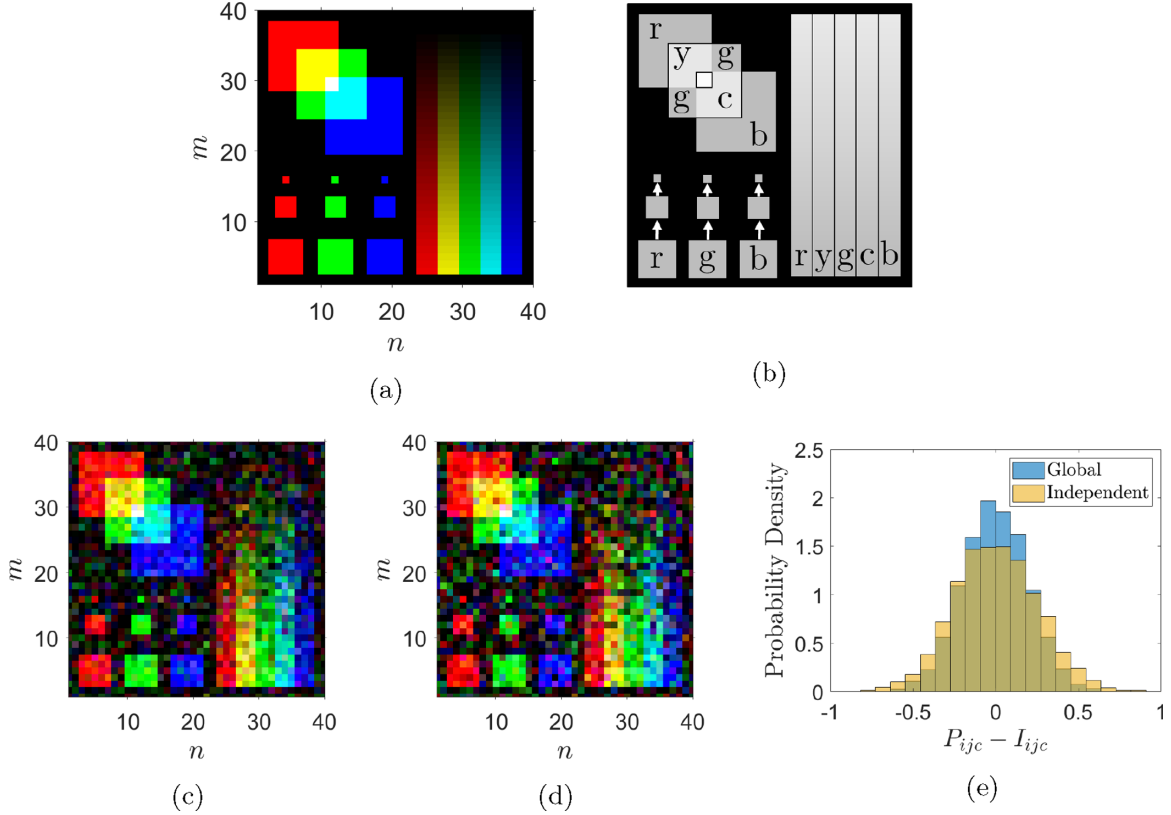 40
30
20
10
m
10 20 30 40
n
(a)
r
y g
g c
b
r g b
r y g c b
(b)
40
30
20
10
m
10 20 30 40
n
(c)
40
30
20
10
m
10 20 30 40
n
(d)
2.5
2
1.5
1
0.5
0
Probability Density
Global
Independent
-1 -0.5 0 0.5 1
P_{ijc} − I_{ijc}
(e)